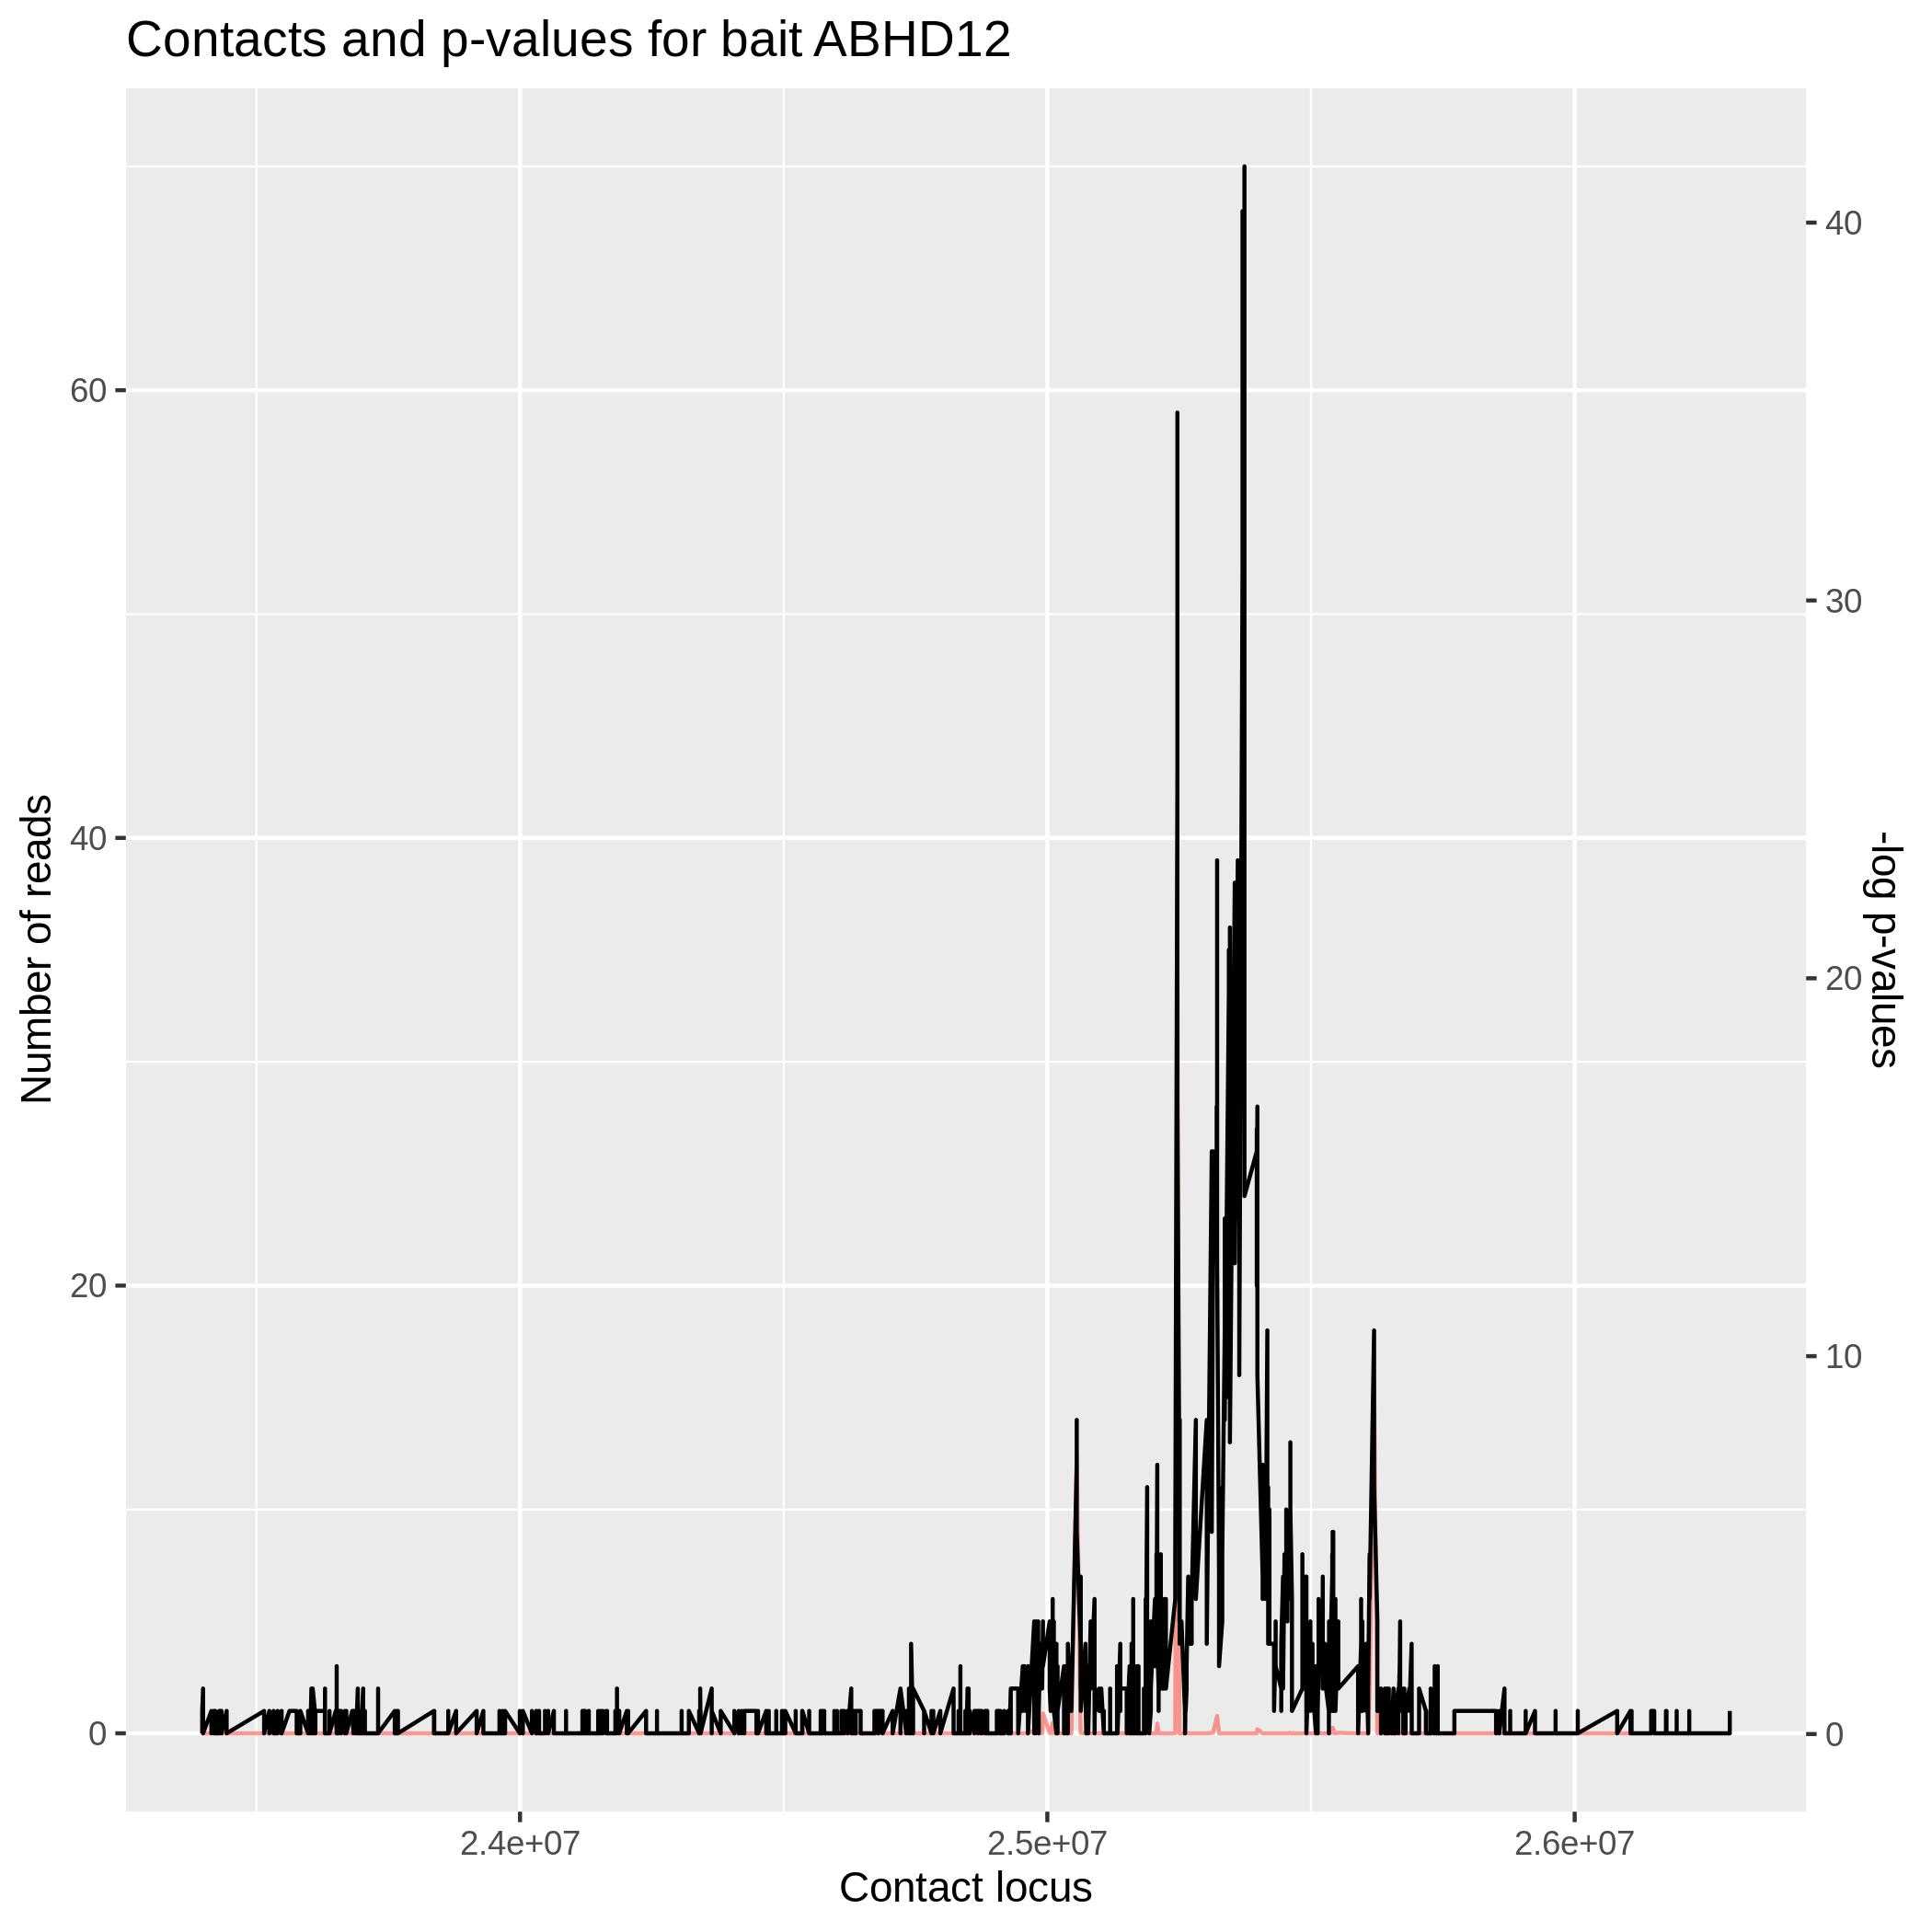 Contacts and p-values for bait ABHD12
Number of reads
60
40
20
0
40
30
20
10
0
-log p-values
2.4e+07 2.5e+07 2.6e+07
Contact locus